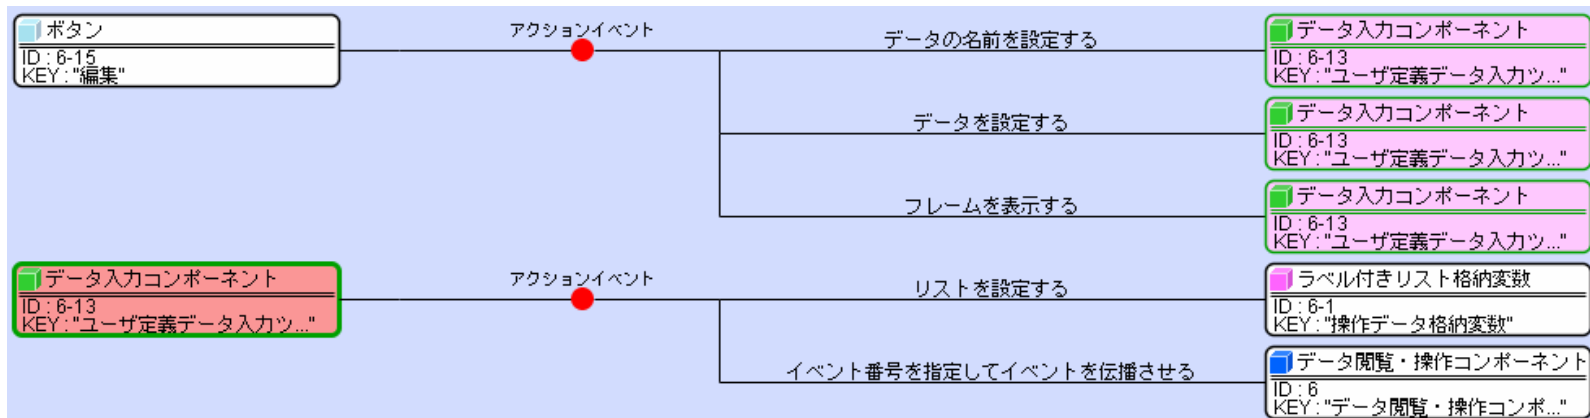 ボタン
ID:6-15
KEY:"編集"
アクションイベント
データの名前を設定する
データ入力コンポーネント
ID:6-13
KEY:"ユーザ定義データ入力ツ..."
データを設定する
データ入力コンポーネント
ID:6-13
KEY:"ユーザ定義データ入力ツ..."
フレームを表示する
データ入力コンポーネント
ID:6-13
KEY:"ユーザ定義データ入力ツ..."
データ入力コンポーネント
ID:6-13
KEY:"ユーザ定義データ入力ツ..."
アクションイベント
リストを設定する
ラベル付きリスト格納変数
ID:6-1
KEY:"操作データ格納変数"
イベント番号を指定してイベントを伝播させる
データ閲覧・操作コンポーネント
ID:6
KEY:"データ閲覧・操作コンポ..."